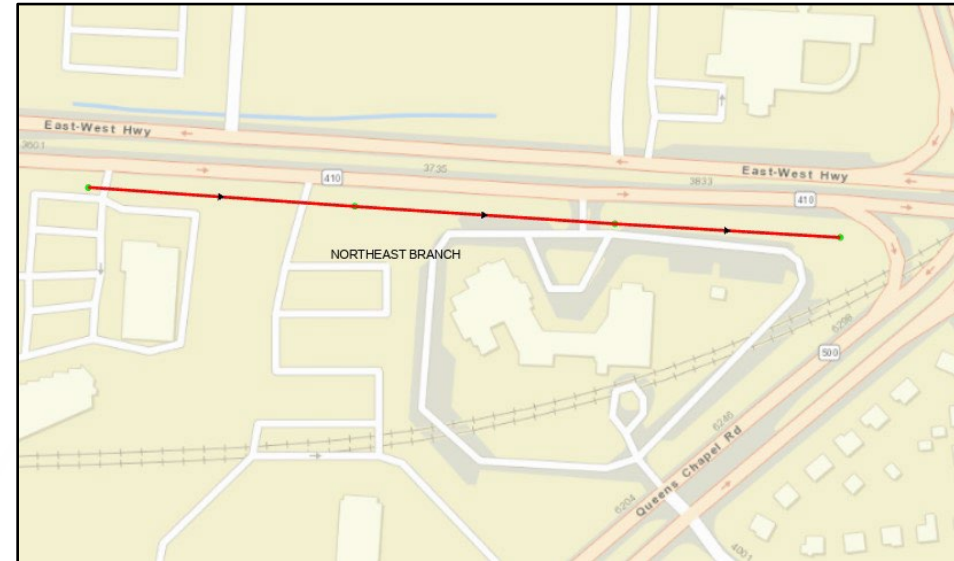 East-West Hwy
3601
3735
East-West Hwy
410
3833
410
NORTHEAST BRANCH
6298
500
6246
Queens Chapel Rd
6204
4001